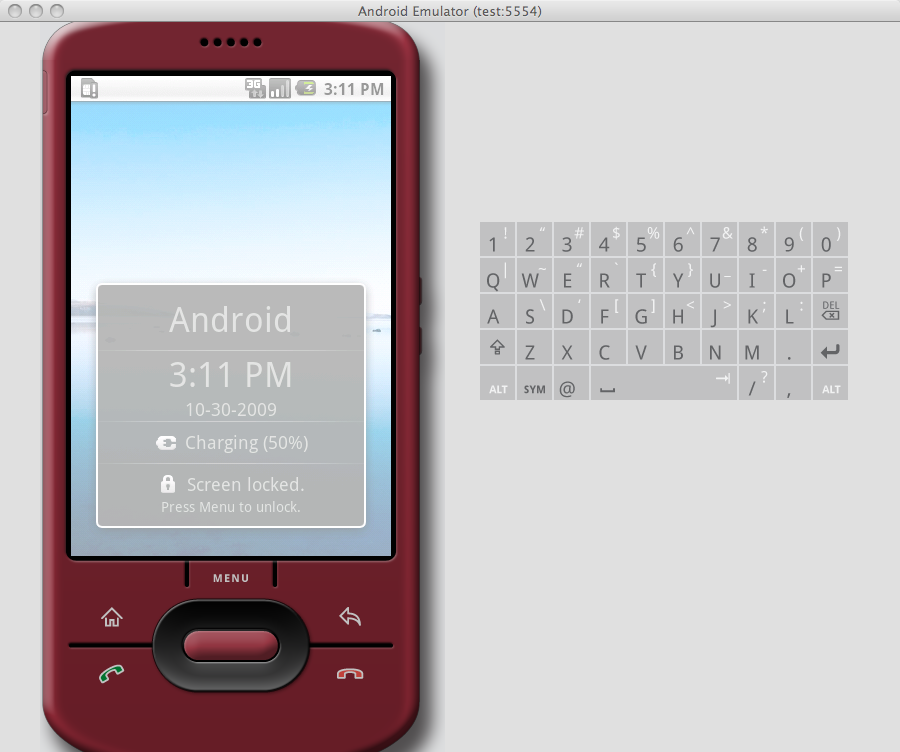 Android Emulator (test:5554)
3G 3:11 PM
Android
3:11 PM
10-30-2009
Charging (50%)
Screen locked.
Press Menu to unlock.
MENU
1 ! 2 “ 3 # 4 $ 5 % 6 ^ 7 & 8 * 9 ( 0 )
Q | W ~ E “ R ` T { Y } U _ I - O + P =
A S \ D ‘ F [ G ] H < J > K ; L : DEL
Z X C V B N M .
ALT SYM @ / ? , ALT